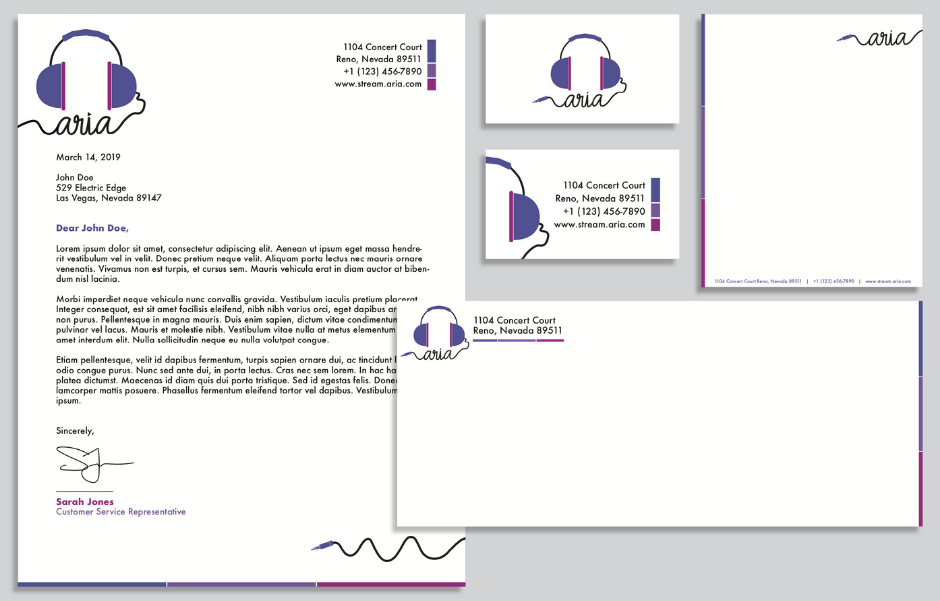 1104 Concert Court
Reno, Nevada 89511
+1 (123) 456-7890
www.stream.aria.com
aria
March 14, 2019
John Doe
529 Electric Edge
Las Vegas, Nevada 89147
Dear John Doe,
Lorem ipsum dolor sit amet, consectetur adipiscing elit. Aenean ut ipsum eget massa hendre-
rit vestibulum vel in velit. Donec pretium neque velit. Aliquam porta lectus nec mauris ornare
venenatis. Vivamus non est turpis, et cursus sem. Mauris vehicula erat in diam auctor at biben-
dum nisl lacinia.
Morbi imperdiet neque vehicula nunc convallis gravida. Vestibulum iaculis pretium placerat.
Integer consequat, est sit amet facilisis eleifend, nibh nibh varius orci, eget dapibus
non purus. Pellentesque in magna mauris. Duis enim sapien, dictum vitae condimentum
pulvinar vel lacus. Mauris et molestie nibh. Vestibulum vitae nulla at metus elementum
amet interdum elit. Nulla sollicitudin neque eu nulla volutpat congue.
Etiam pellentesque, velit id dapibus fermentum, turpis sapien ornare dui, ac tincidunt
odio congue purus. Nunc sed ante dui, in porta lectus. Cras nec sem lorem. In hac
platea dictumst. Maecenas id diam quis dui porta tristique. Sed id egestas felis. Donec
lamcorper mattis posuere. Phasellus fermentum eleifend tortor vel dapibus. Vestibulum
ipsum.
Sincerely,
Sarah Jones
Customer Service Representative
aria
1104 Concert Court
Reno, Nevada 89511
+1 (123) 456-7890
www.stream.aria.com
aria
1104 Concert Court Reno, Nevada 89511 | +1 (123) 456-7890 | www.stream.aria.com
1104 Concert Court
Reno, Nevada 89511
aria